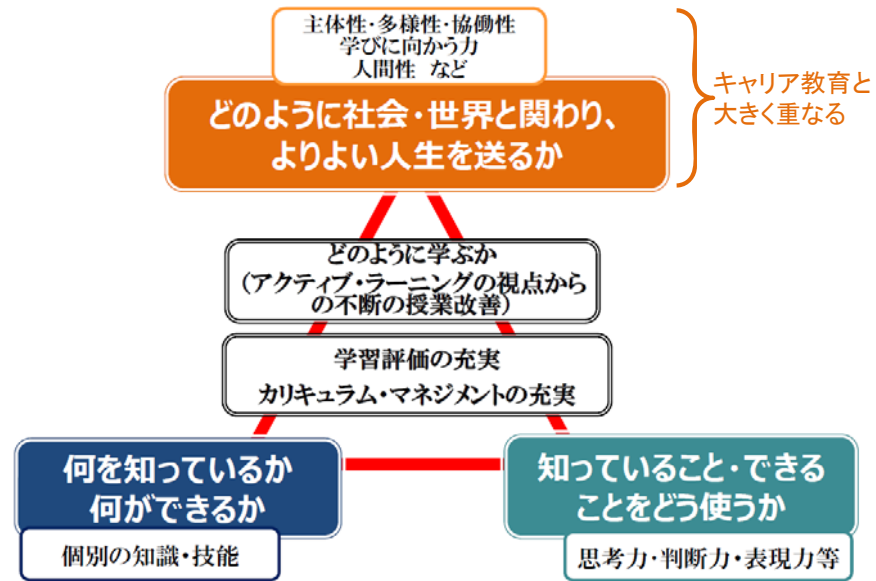 主体性・多様性・協働性
学びに向かう力
人間性 など
どのように社会・世界と関わり、
よりよい人生を送るか
キャリア教育と
大きく重なる
どのように学ぶか
（アクティブ・ラーニングの視点から
の不断の授業改善）
学習評価の充実
カリキュラム・マネジメントの充実
何を知っているか
何ができるか
個別の知識・技能
知っていること・できる
ことをどう使うか
思考力・判断力・表現力等